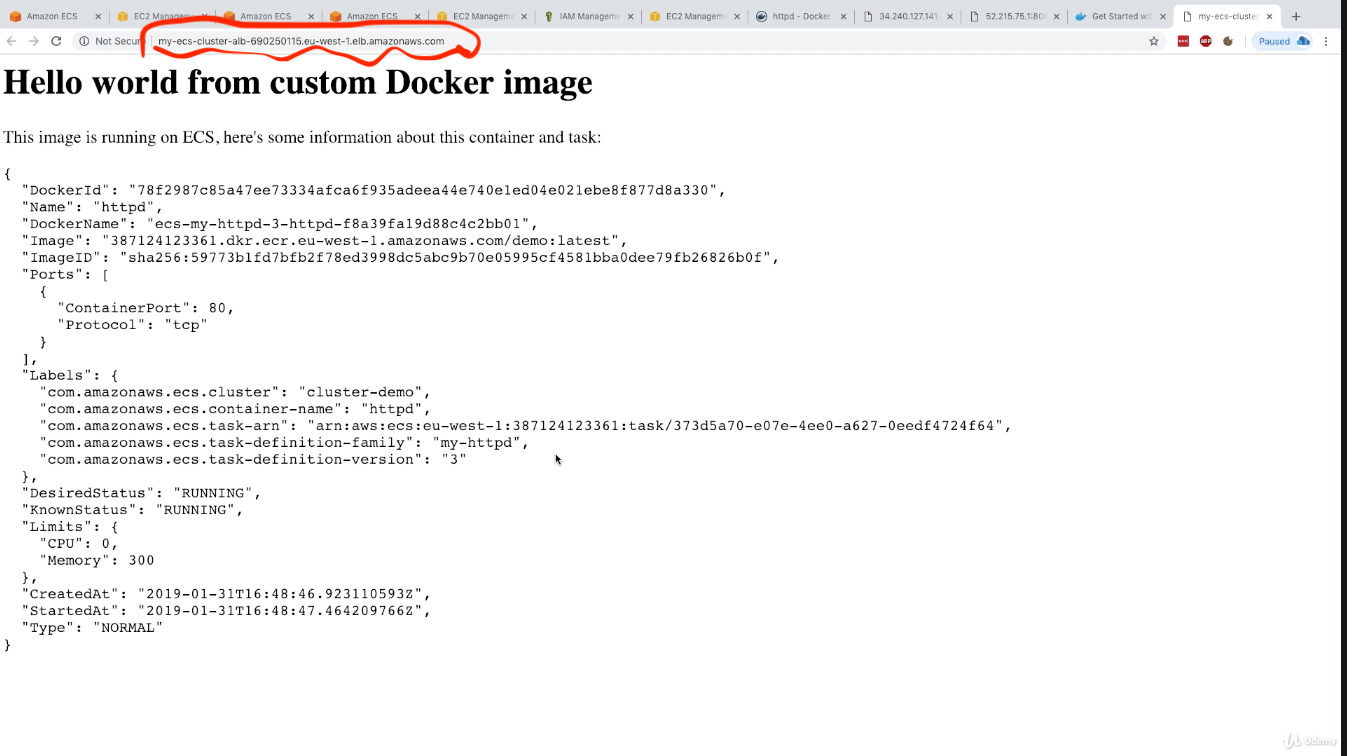 Amazon ECS
EC2 Managem
Amazon ECS
Amazon ECS
EC2 Manageme
IAM Manageme
EC2 Manageme
httpd - Docker
34.240.127.141
52.215.75.1:80
Get Started wit
my-ecs-cluster
Not Secure
my-ecs-cluster-alb-690250115.eu-west-1.elb.amazonaws.com
ABP
Paused
Hello world from custom Docker image
This image is running on ECS, here's some information about this container and task:
{
"DockerId": "78f2987c85a47ee73334afca6f935adeea44e740e1ed04e021ebe8f877d8a330",
"Name": "httpd",
"DockerName": "ecs-my-httpd-3-httpd-f8a39fa19d88c4c2bb01",
"Image": "387124123361.dkr.ecr.eu-west-1.amazonaws.com/demo:latest",
"ImageID": "sha256:59773b1fd7bfb2f78ed3998dc5abc9b70e05995cf4581bba0dee79fb26826b0f",
"Ports": [
{
"ContainerPort": 80,
"Protocol": "tcp"
}
],
"Labels": {
"com.amazonaws.ecs.cluster": "cluster-demo",
"com.amazonaws.ecs.container-name": "httpd",
"com.amazonaws.ecs.task-arn": "arn:aws:ecs:eu-west-1:387124123361:task/373d5a70-e07e-4ee0-a627-0eedf4724f64",
"com.amazonaws.ecs.task-definition-family": "my-httpd",
"com.amazonaws.ecs.task-definition-version": "3"
},
"DesiredStatus": "RUNNING",
"KnownStatus": "RUNNING",
"Limits": {
"CPU": 0,
"Memory": 300
},
"CreatedAt": "2019-01-31T16:48:46.923110593Z",
"StartedAt": "2019-01-31T16:48:47.464209766Z",
"Type": "NORMAL"
}
Udemy